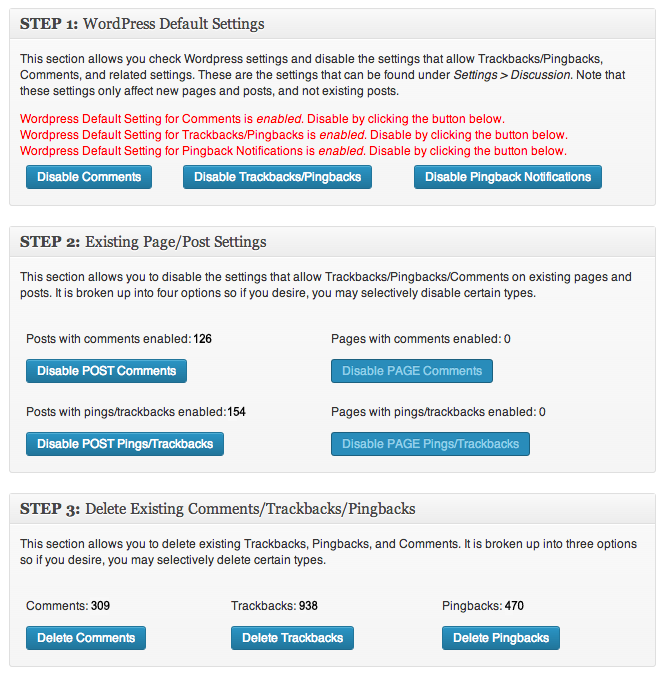 STEP 1: WordPress Default Settings
This section allows you check Wordpress settings and disable the settings that allow Trackbacks/Pingbacks,
Comments, and related settings. These are the settings that can be found under Settings > Discussion. Note that
these settings only affect new pages and posts, and not existing posts.
Wordpress Default Setting for Comments is enabled. Disable by clicking the button below.
Wordpress Default Setting for Trackbacks/Pingbacks is enabled. Disable by clicking the button below.
Wordpress Default Setting for Pingback Notifications is enabled. Disable by clicking the button below.
Disable Comments Disable Trackbacks/Pingbacks Disable Pingback Notifications
STEP 2: Existing Page/Post Settings
This section allows you to disable the settings that allow Trackbacks/Pingbacks/Comments on existing pages and
posts. It is broken up into four options so if you desire, you may selectively disable certain types.
Posts with comments enabled: 126 Pages with comments enabled: 0
Disable POST Comments Disable PAGE Comments
Posts with pings/trackbacks enabled:154 Pages with pings/trackbacks enabled: 0
Disable POST Pings/Trackbacks Disable PAGE Pings/Trackbacks
STEP 3: Delete Existing Comments/Trackbacks/Pingbacks
This section allows you to delete existing Trackbacks, Pingbacks, and Comments. It is broken up into three options
so if you desire, you may selectively delete certain types.
Comments: 309 Trackbacks: 938 Pingbacks: 470
Delete Comments Delete Trackbacks Delete Pingbacks